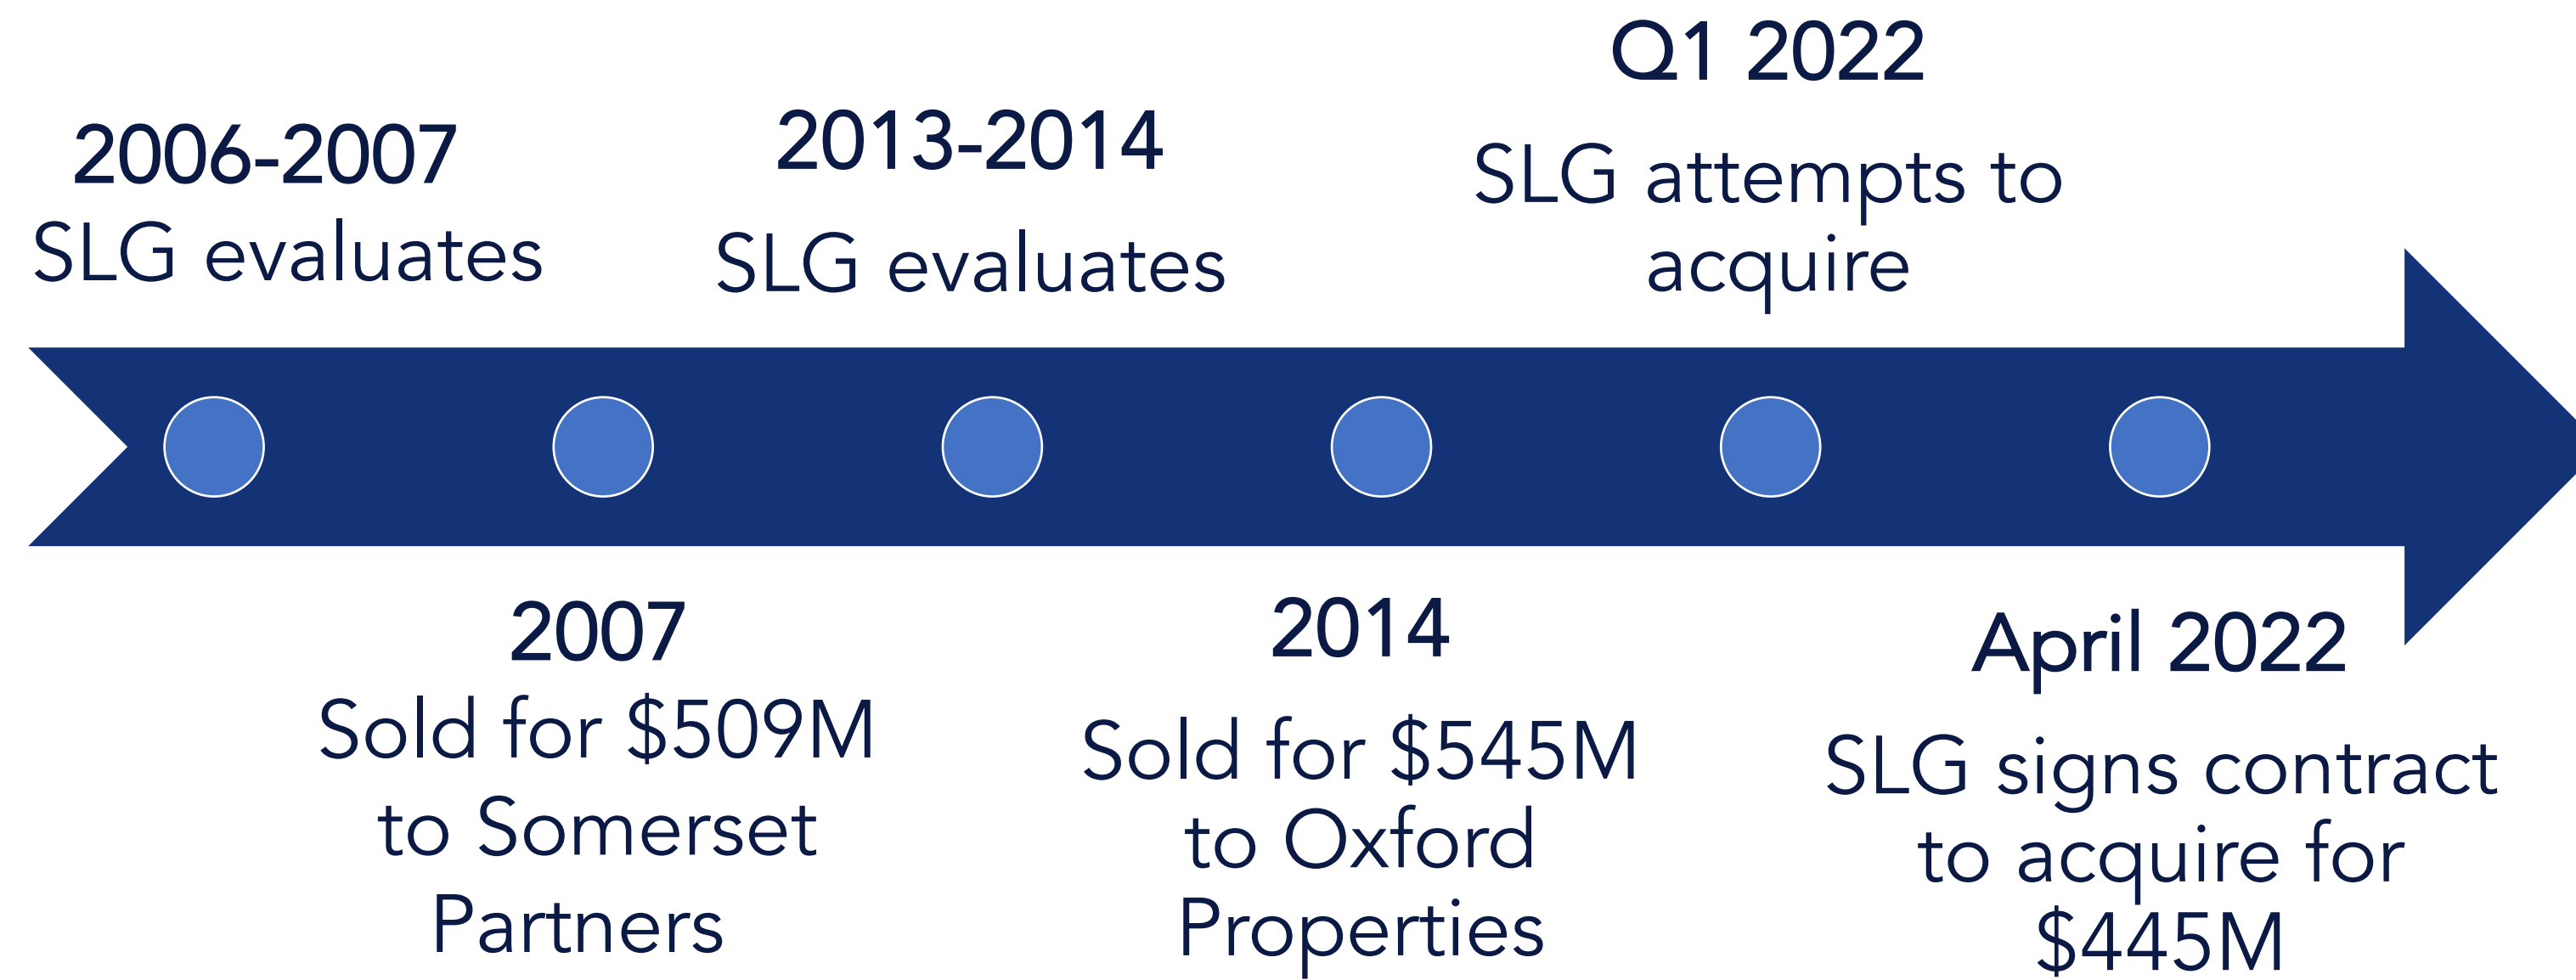 2006-2007
SLG evaluates
2007
Sold for $509M
to Somerset
Partners
2013-2014
SLG evaluates
2014
Sold for $545M
to Oxford
Properties
Q1 2022
SLG attempts to
acquire
April 2022
SLG signs contract
to acquire for
$445M